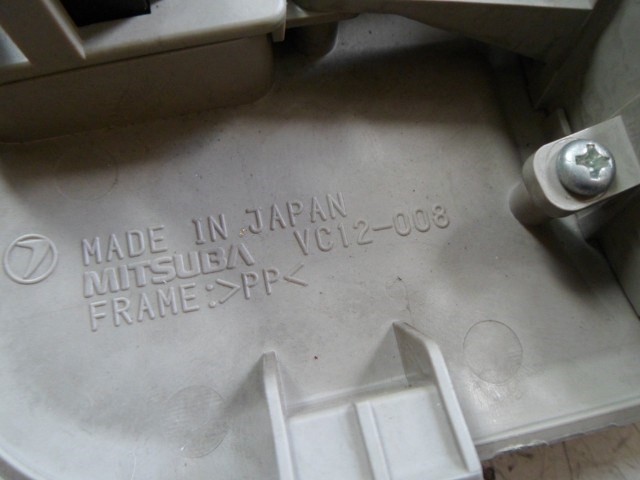 MADE IN JAPAN
MITSUBA VC12-008
FRAME:>PP<